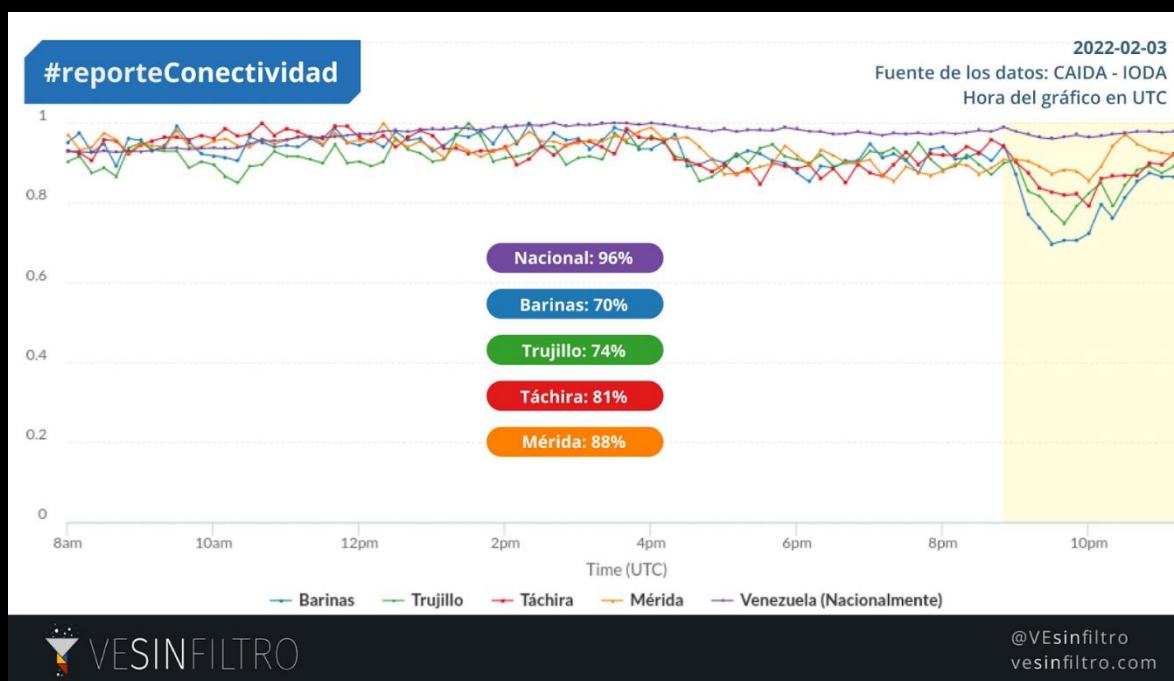 #reporteConectividad
2022-02-03
Fuente de los datos: CAIDA - IODA
Hora del gráfico en UTC
1
0.8
0.6
0.4
0.2
0
Nacional: 96%
Barinas: 70%
Trujillo: 74%
Táchira: 81%
Mérida: 88%
8am 10am 12pm 2pm 4pm 6pm 8pm 10pm
Time (UTC)
Barinas Trujillo Táchira Mérida Venezuela (Nacionalmente)
VESINFILTRO
@VEsinfiltro
vesinfiltro.com